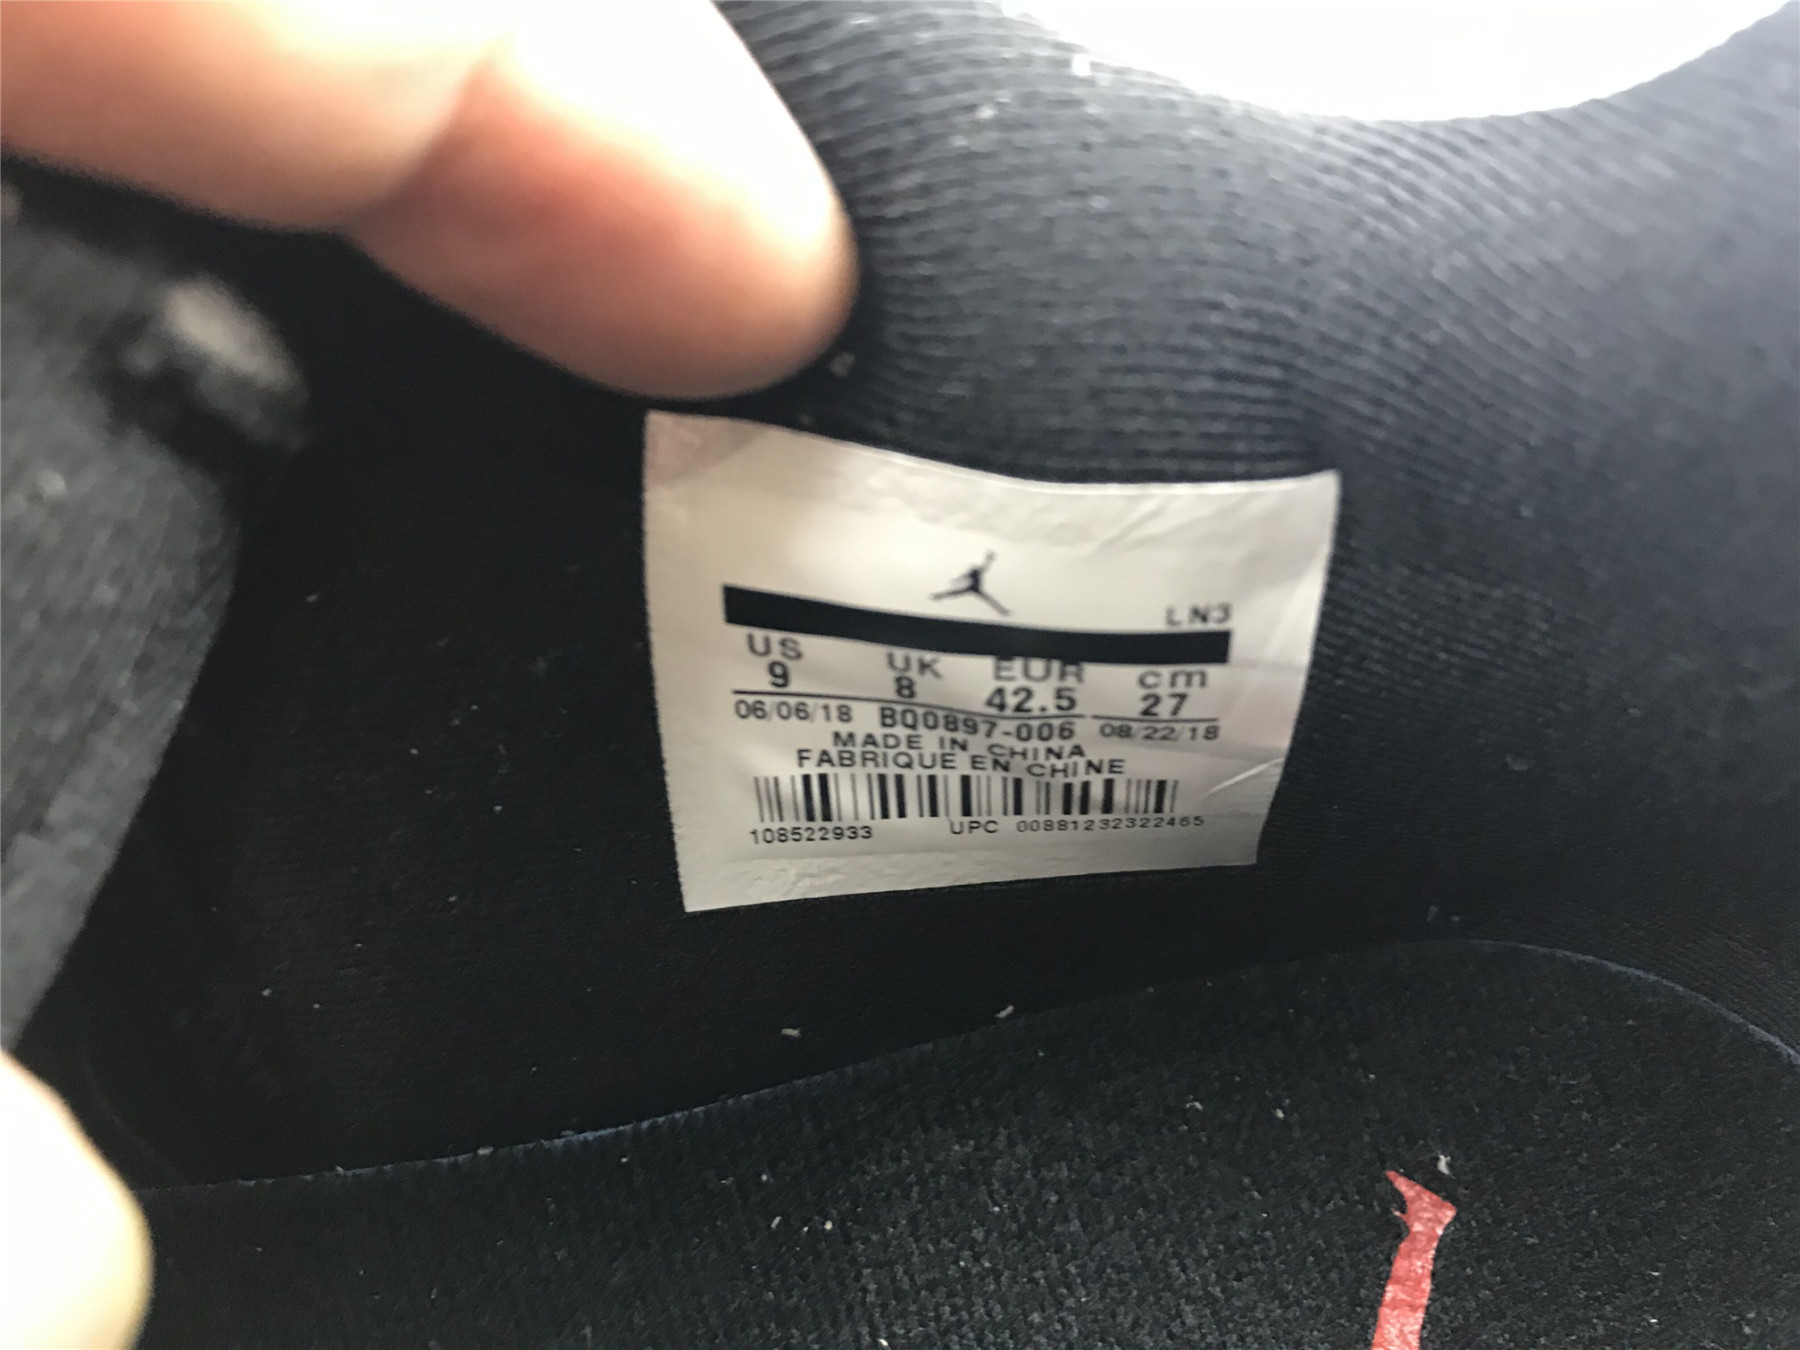 LN3
US UK EUR cm
9 8 42.5 27
06/06/18 BQ0897-006 08/22/18
MADE IN CHINA
FABRIQUE EN CHINE
108522933 UPC 00881232322465